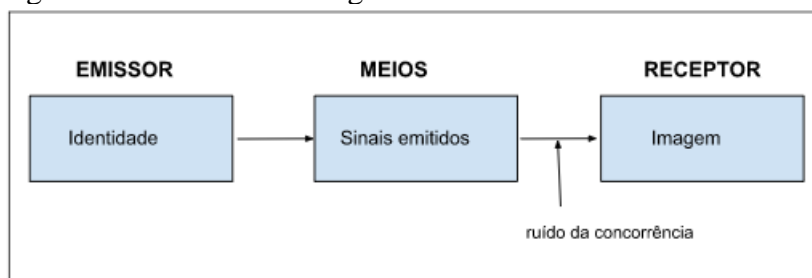 EMISSOR MEIOS RECEPTOR
Identidade Sinais emitidos Imagem
ruído da concorrência